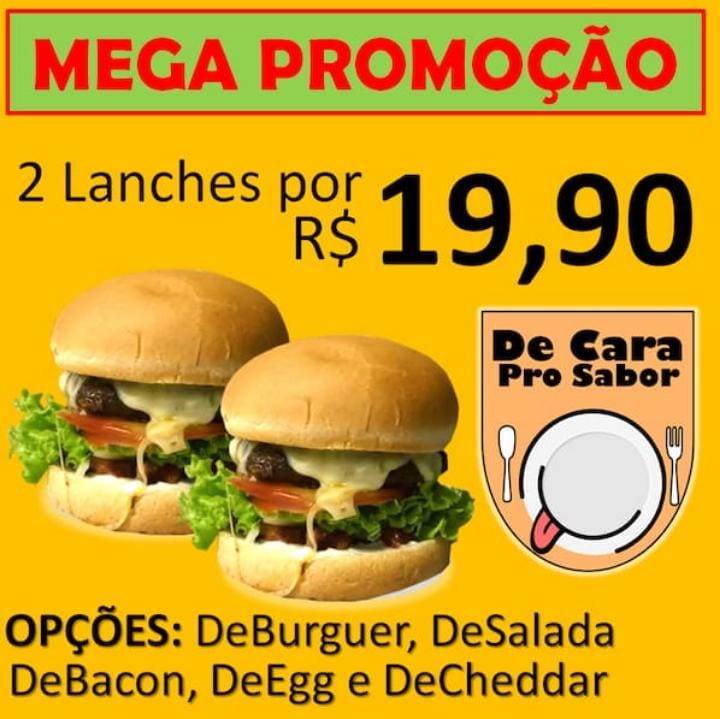 MEGA PROMOÇÃO
2 Lanches por
R$ 19,90
De Cara
Pro Sabor
OPÇÕES: DeBurguer, DeSalada
DeBacon, DeEgg e DeCheddar